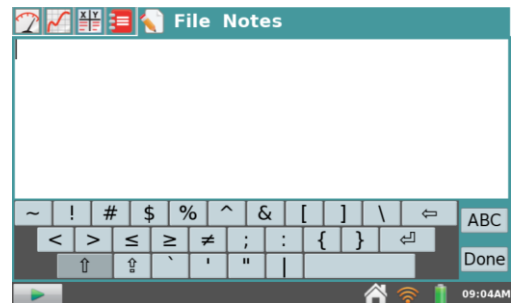 X Y
File Notes
~ ! # $ % ^ & [ ] \ ⇦
< > ≤ ≥ ≠ ; : { } ⏎
⇧ ⇪ ` ' " |
ABC
Done
09:04AM